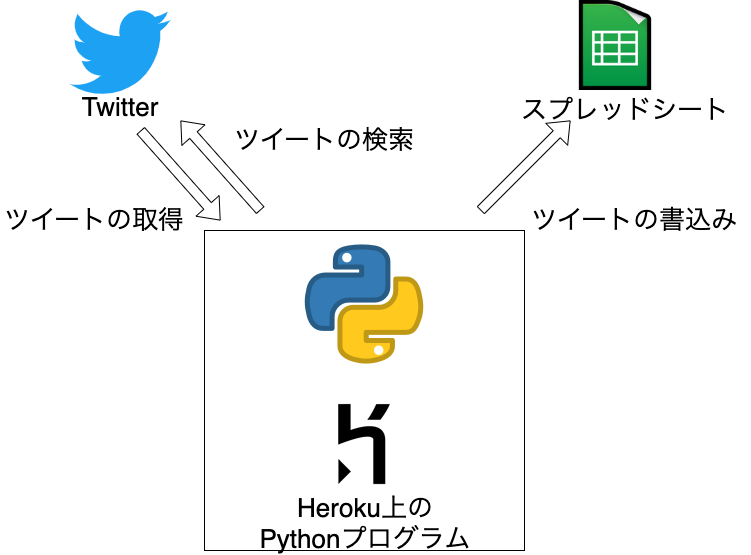 Twitter
スプレッドシート
ツイートの検索
ツイートの取得
ツイートの書込み
Heroku上の
Pythonプログラム